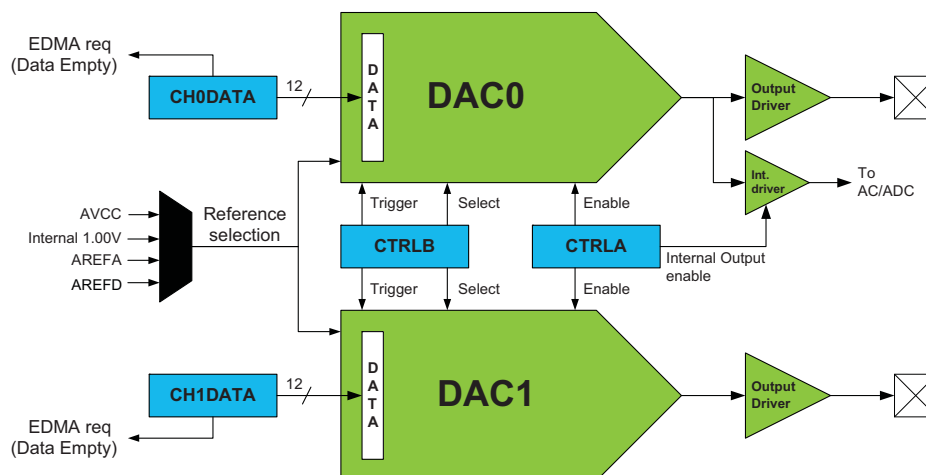 EDMA req
(Data Empty)
CH0DATA
12
DATA
DAC0
Output
Driver
Int.
driver
To
AC/ADC
AVCC
Internal 1.00V
AREFA
AREFD
Reference
selection
Trigger
Select
Enable
CTRLB
CTRLA
Internal Output
enable
Trigger
Select
Enable
CH1DATA
12
DATA
DAC1
Output
Driver
EDMA req
(Data Empty)